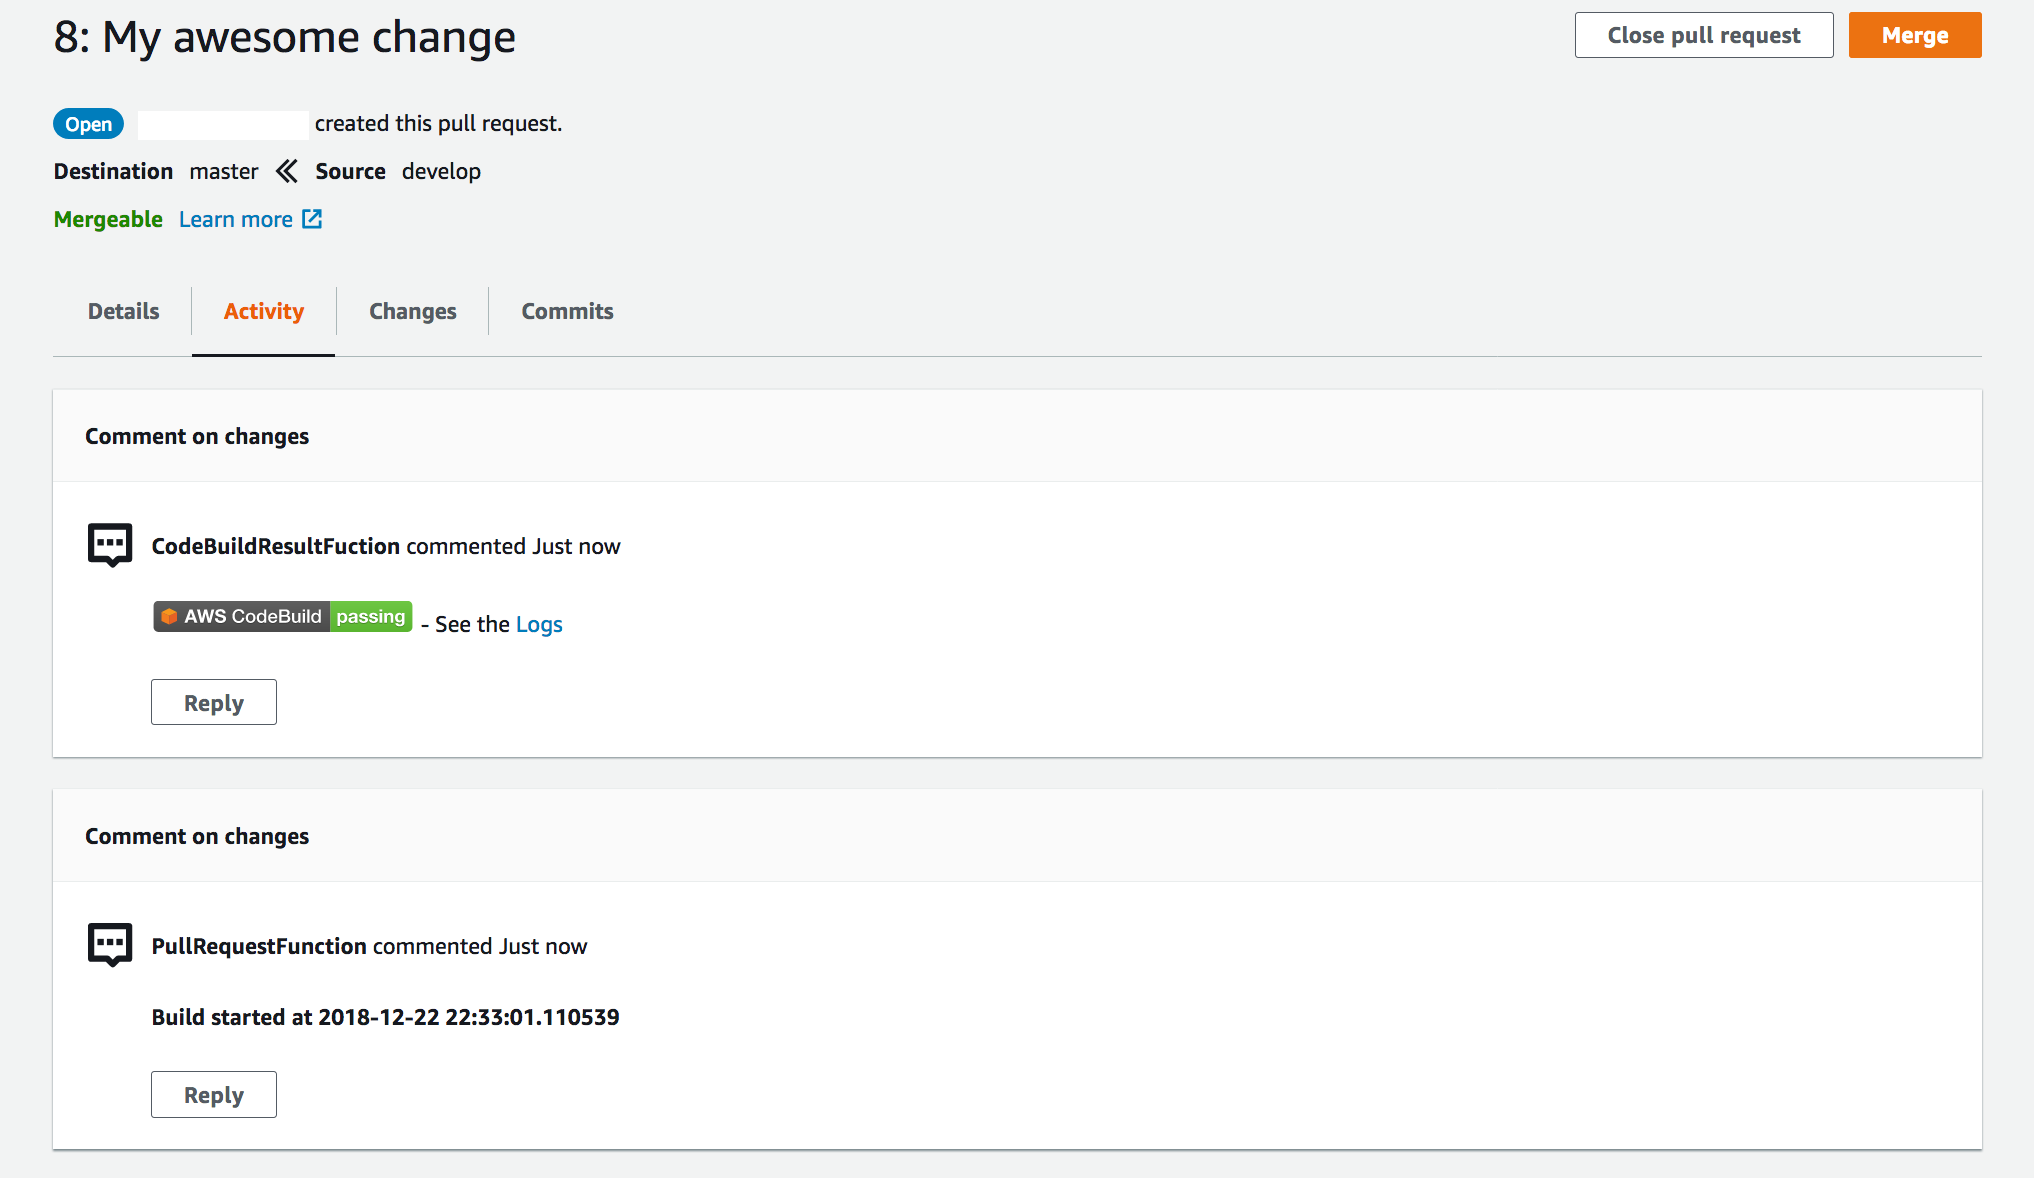 8: My awesome change
Close pull request
Merge
Open created this pull request.
Destination master Source develop
Mergeable Learn more
Details Activity Changes Commits
Comment on changes
CodeBuildResultFuction commented Just now
AWS CodeBuild passing - See the Logs
Reply
Comment on changes
PullRequestFunction commented Just now
Build started at 2018-12-22 22:33:01.110539
Reply